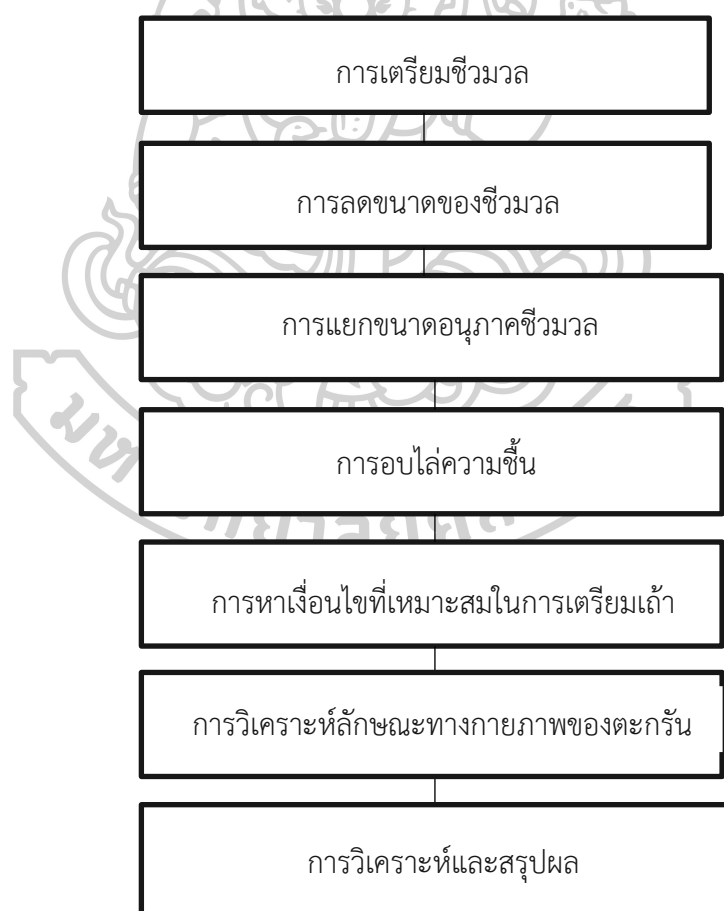 การเตรียมชีวมวล
การลดขนาดของชีวมวล
การแยกขนาดอนุภาคชีวมวล
การอบไล่ความชื้น
การหาเงื่อนไขที่เหมาะสมในการเตรียมเถ้า
การวิเคราะห์ลักษณะทางกายภาพของตะกรัน
การวิเคราะห์และสรุปผล